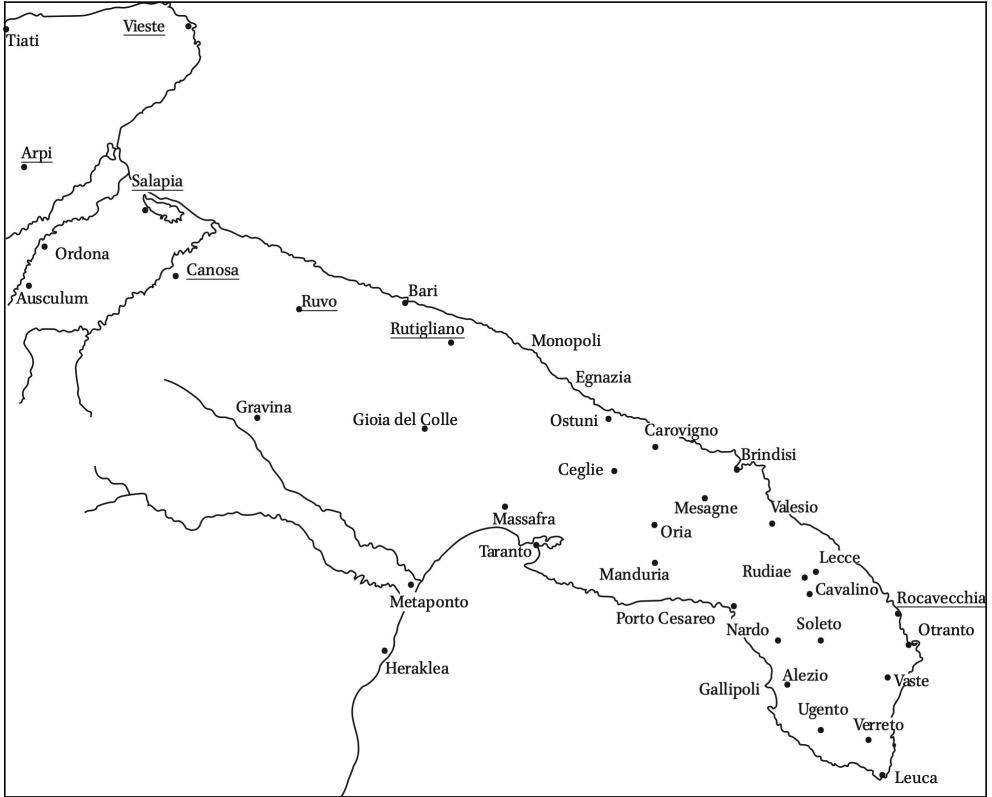 Vieste
Tiati
Arpi
Salapia
Ordona
Canosa
Ausculum
Bari
Ruvo
Rutigliano
Monopoli
Egnazia
Gravina
Gioia del Colle
Ostuni
Carovigno
Brindisi
Ceglie
Mesagne
Valesio
Massafra
Oria
Taranto
Lecce
Manduria
Rudiae
Cavalino
Metaponto
Rocavecchia
Porto Cesareo
Nardo
Soleto
Otranto
Heraklea
Alezio
Vaste
Gallipoli
Ugento
Verreto
Leuca